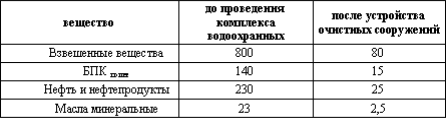 вещество | до проведения комплекса водоохранных | после устройства очистных сооружений
Взвешенные вещества | 800 | 80
БПК полн | 140 | 15
Нефть и нефтепродукты | 230 | 25
Масла минеральные | 23 | 2,5